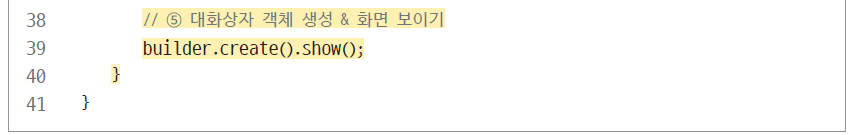 38 // ⑤ 대화상자 객체 생성 & 화면 보이기
39 builder.create().show();
40 }
41 }